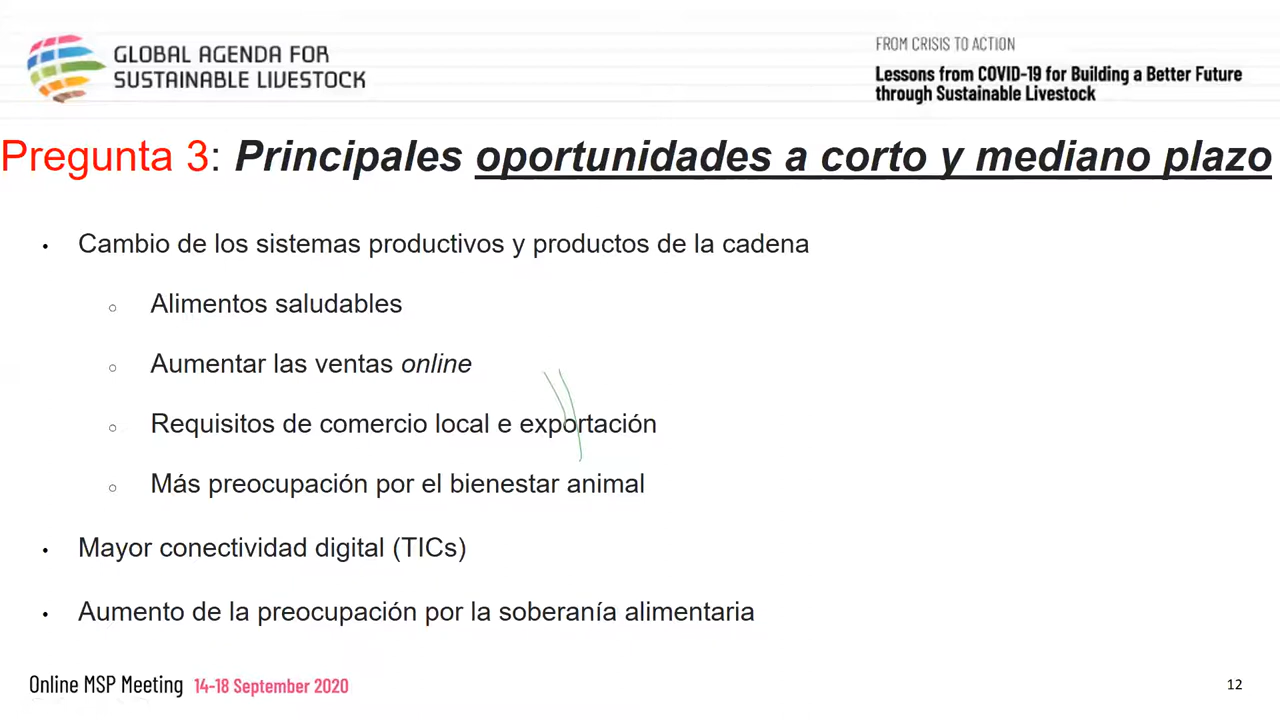 GLOBAL AGENDA FOR
SUSTAINABLE LIVESTOCK
FROM CRISIS TO ACTION
Lessons from COVID-19 for Building a Better Future
through Sustainable Livestock
Pregunta 3: Principales oportunidades a corto y mediano plazo
• Cambio de los sistemas productivos y productos de la cadena
○ Alimentos saludables
○ Aumentar las ventas online
○ Requisitos de comercio local e exportación
○ Más preocupación por el bienestar animal
• Mayor conectividad digital (TICs)
• Aumento de la preocupación por la soberanía alimentaria
Online MSP Meeting 14-18 September 2020
12